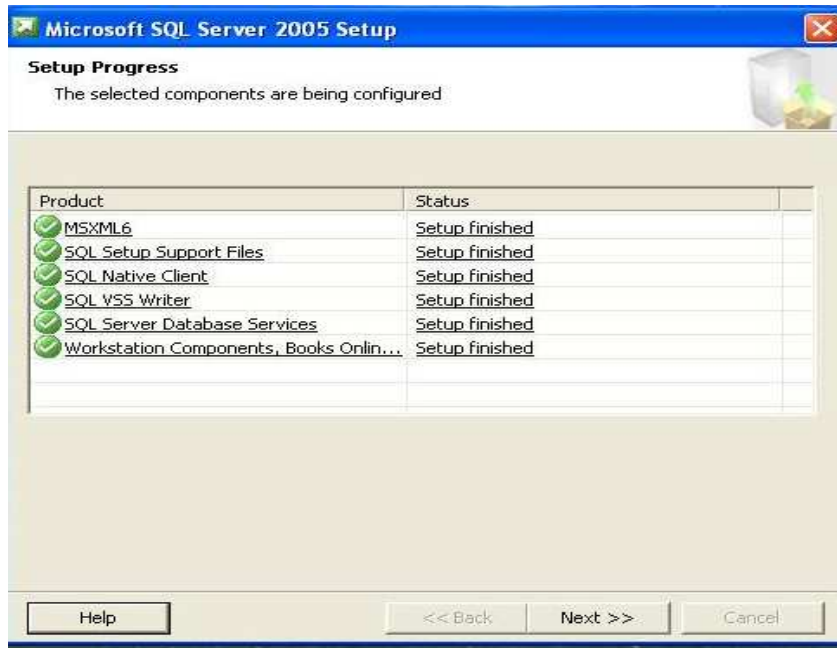 Microsoft SQL Server 2005 Setup
Setup Progress
The selected components are being configured
Product Status
MSXML6 Setup finished
SQL Setup Support Files Setup finished
SQL Native Client Setup finished
SQL VSS Writer Setup finished
SQL Server Database Services Setup finished
Workstation Components, Books Onlin... Setup finished
Help << Back Next >> Cancel